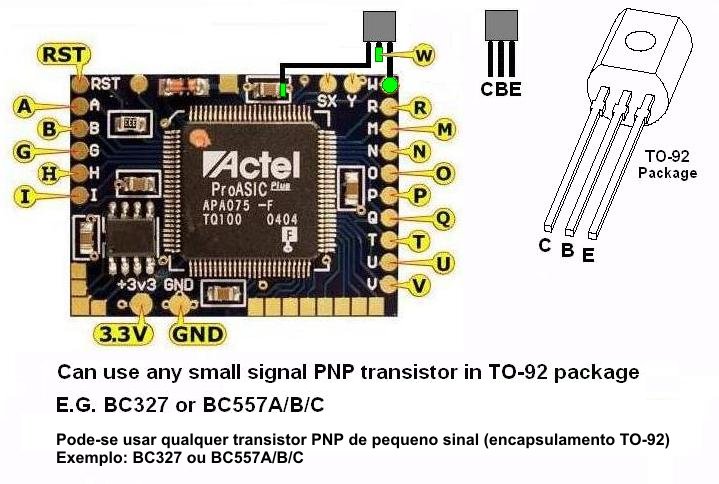 W
CBE
RST
RST
A
A
B
B
G
G
H
H
I
I
SX
Y
W
R
R
M
M
N
N
O
O
P
P
Q
Q
T
T
U
U
V
V
Actel
ProASIC Plus
APA075 -F
TQ100 0404
F
+3v3 GND
3.3V
GND
TO-92
Package
C B E
Can use any small signal PNP transistor in TO-92 package
E.G. BC327 or BC557A/B/C
Pode-se usar qualquer transistor PNP de pequeno sinal (encapsulamento TO-92)
Exemplo: BC327 ou BC557A/B/C